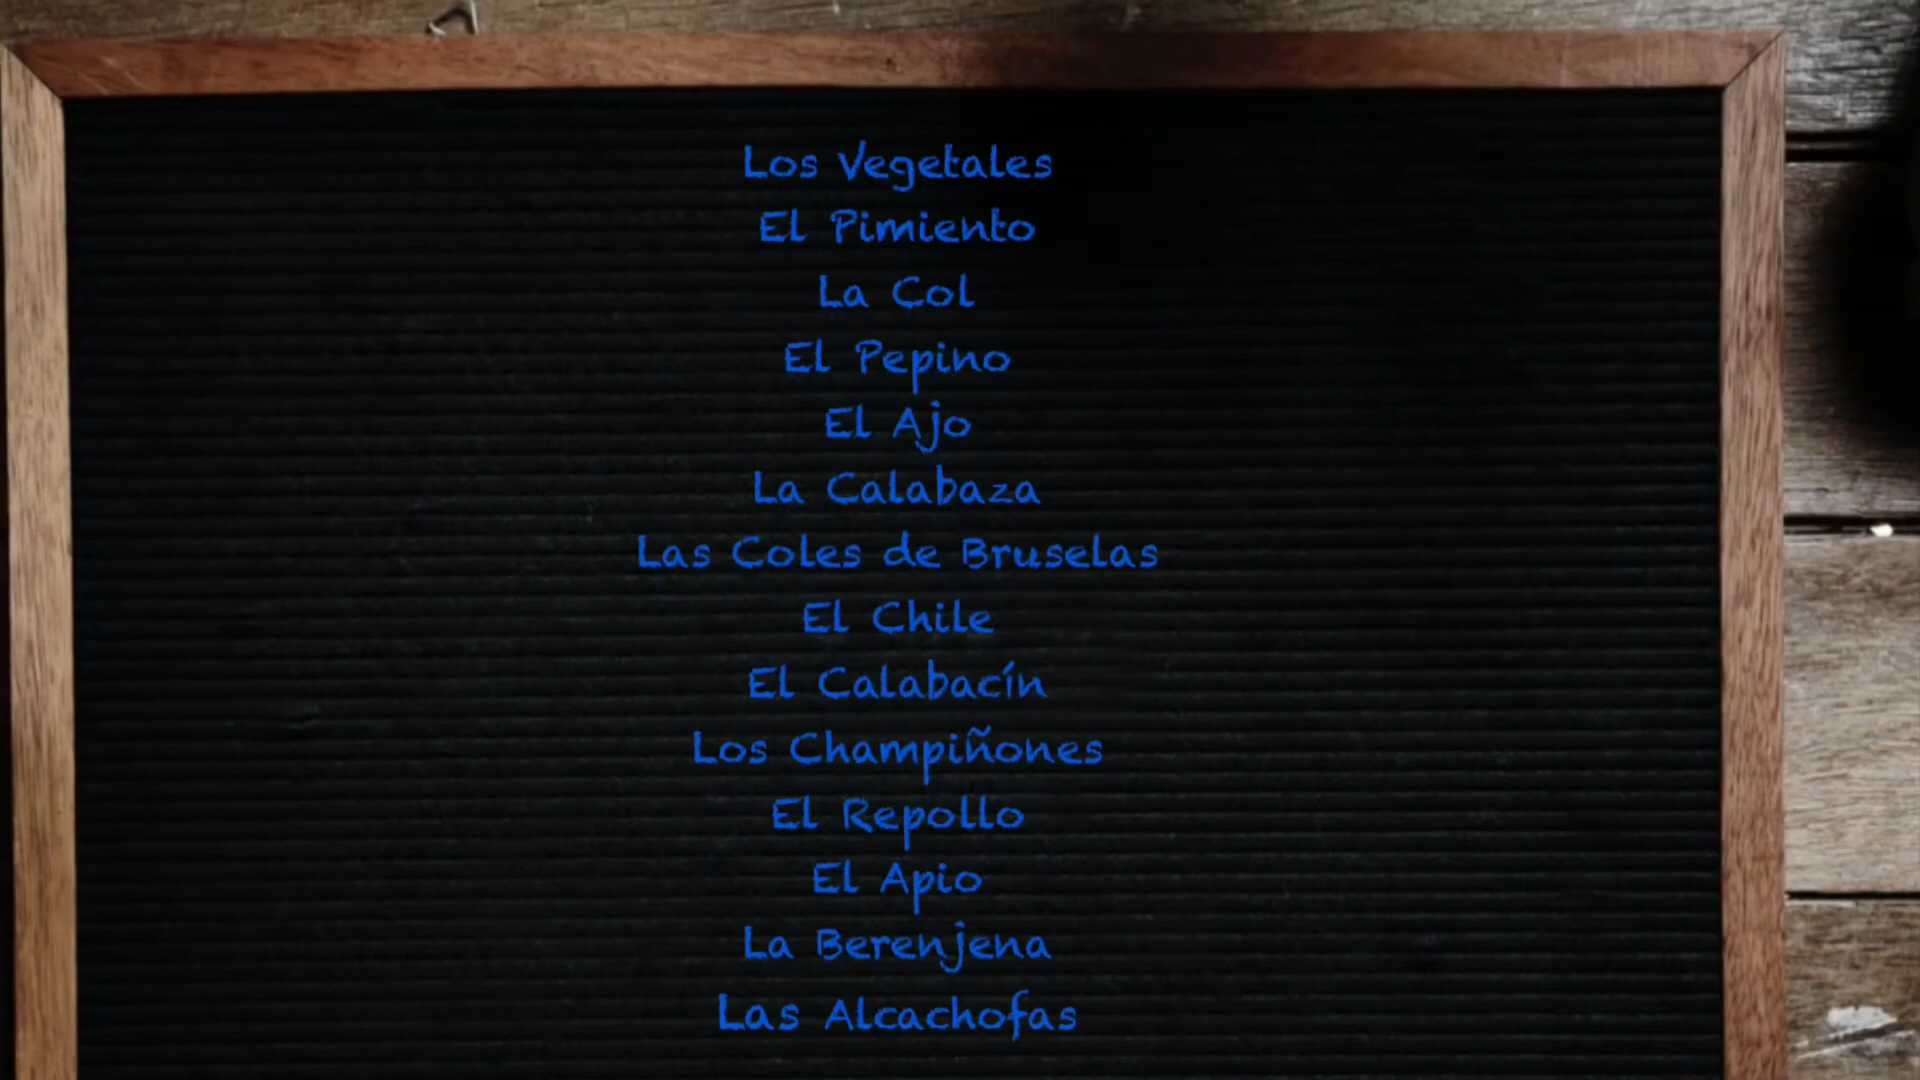 Los Vegetales
El Pimiento
La Col
El Pepino
El Ajo
La Calabaza
Las Coles de Bruselas
El Chile
El Calabacín
Los Champiñones
El Repollo
El Apio
La Berenjena
Las Alcachofas